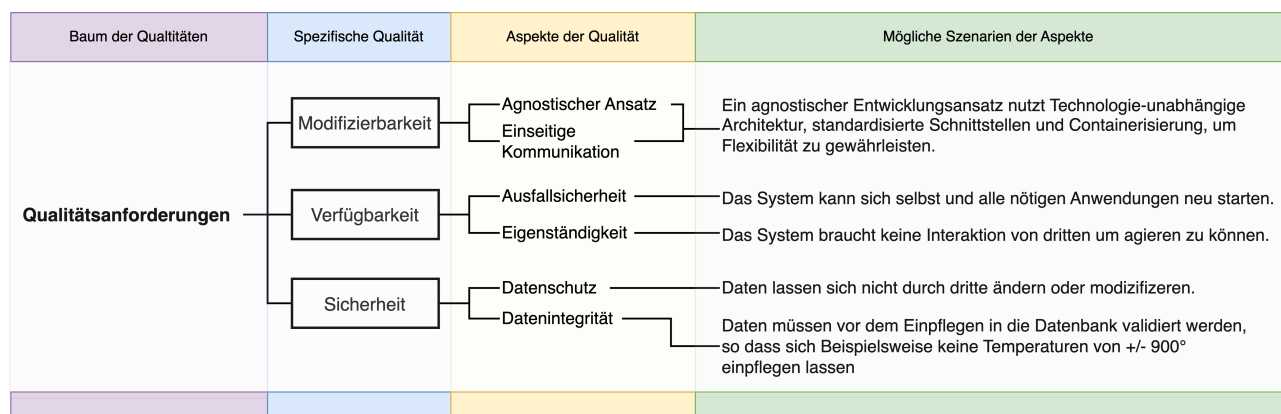 Baum der Qualtitäten
Spezifische Qualität
Aspekte der Qualität
Mögliche Szenarien der Aspekte
Qualitätsanforderungen
Modifizierbarkeit
Agnostischer Ansatz
Einseitige
Kommunikation
Ein agnostischer Entwicklungsansatz nutzt Technologie-unabhängige
Architektur, standardisierte Schnittstellen und Containerisierung, um
Flexibilität zu gewährleisten.
Verfügbarkeit
Ausfallsicherheit
Das System kann sich selbst und alle nötigen Anwendungen neu starten.
Eigenständigkeit
Das System braucht keine Interaktion von dritten um agieren zu können.
Sicherheit
Datenschutz
Daten lassen sich nicht durch dritte ändern oder modizifizeren.
Datenintegrität
Daten müssen vor dem Einpflegen in die Datenbank validiert werden,
so dass sich Beispielsweise keine Temperaturen von +/- 900°
einpflegen lassen